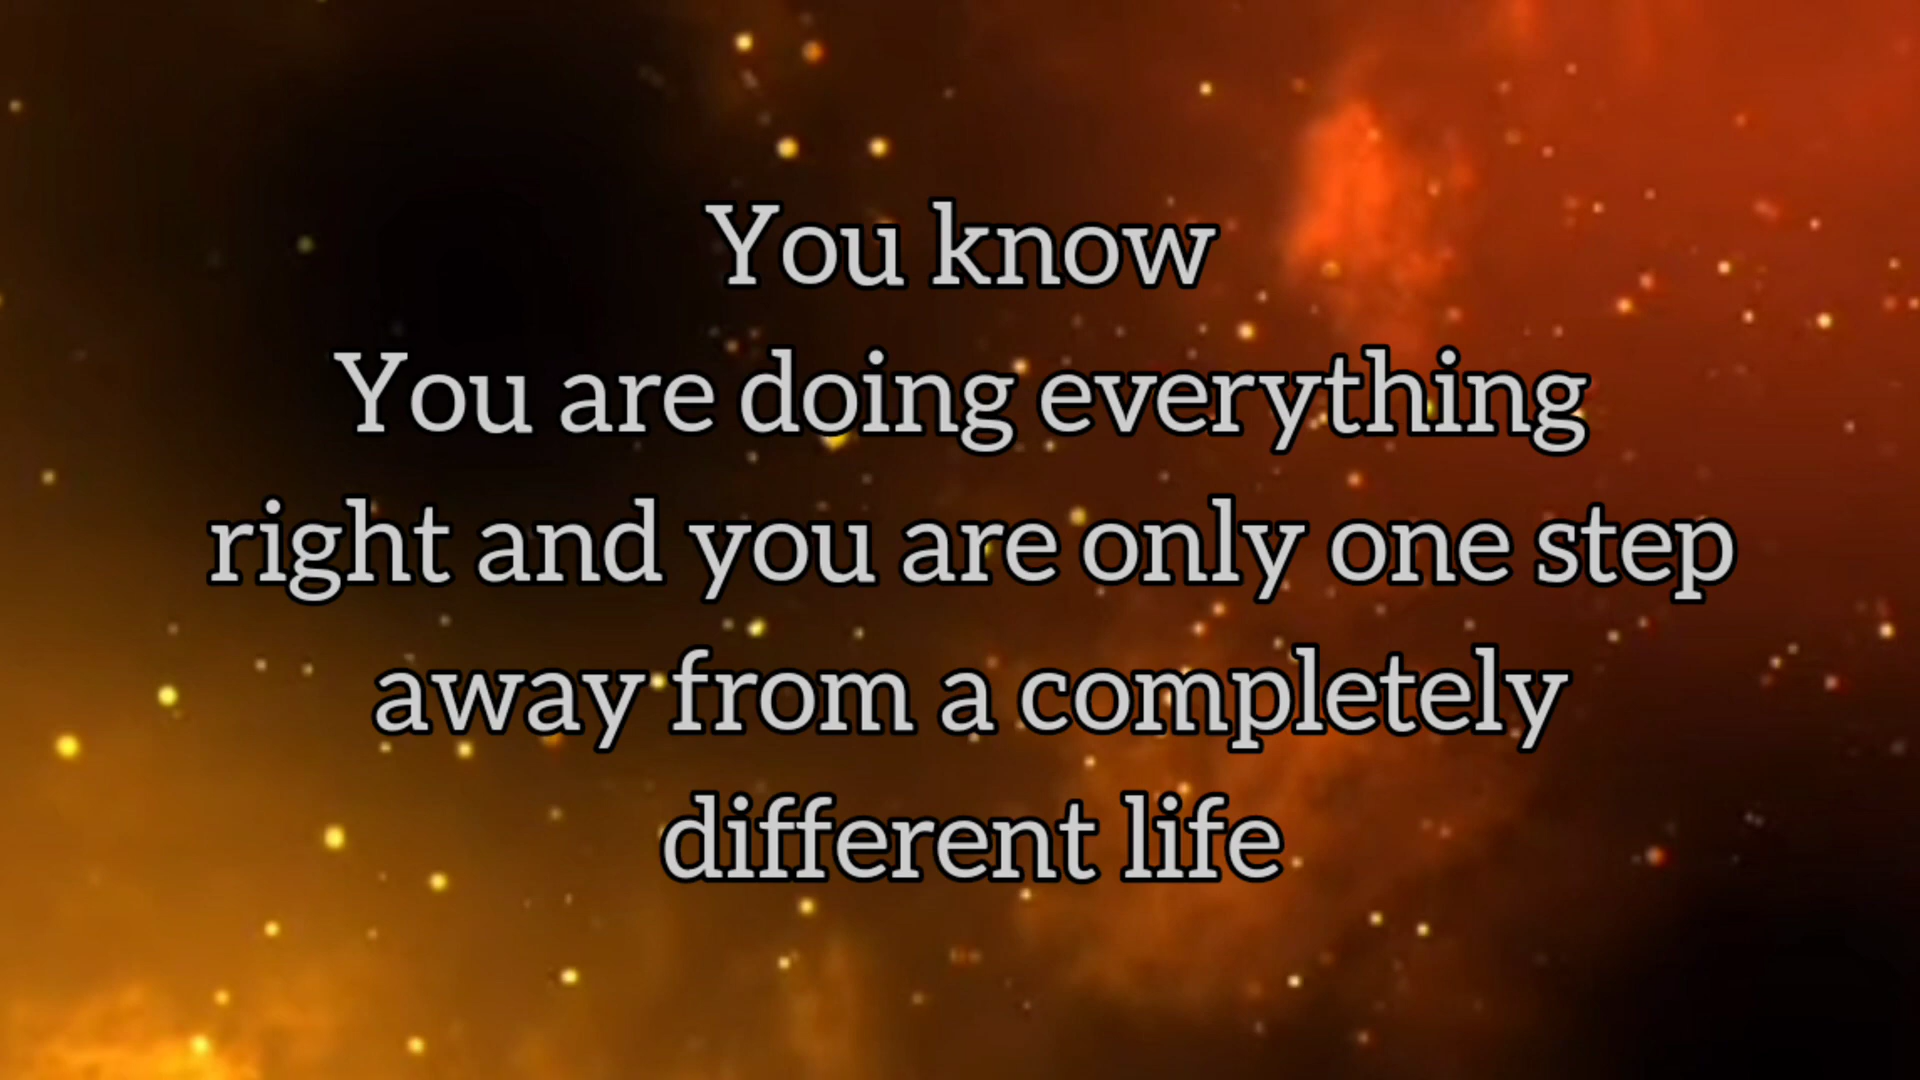 You know
You are doing everything
right and you are only one step
away from a completely
different life